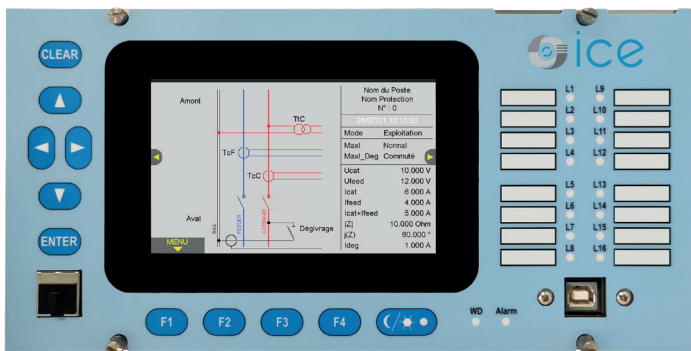 CLEAR
ice
Amont
TtC
TcF
TcC
Aval
RAIL
FEEDER
CATENAIRE
Dégivrage
MENU
Nom du Poste
Nom Protection
N° : 0
28/07/21 10:15:02
Mode Exploitation
MaxI Normal
MaxI_Deg Commuté
Ucat 10.000 V
Ufeed 12.000 V
Icat 6.000 A
Ifeed 4.000 A
Icat+Ifeed 5.000 A
|Z| 10.000 Ohm
j(Z) 60.000 °
Ideg 1.000 A
L1 L9
L2 L10
L3 L11
L4 L12
L5 L13
L6 L14
L7 L15
L8 L16
ENTER
F1 F2 F3 F4
WD Alarm